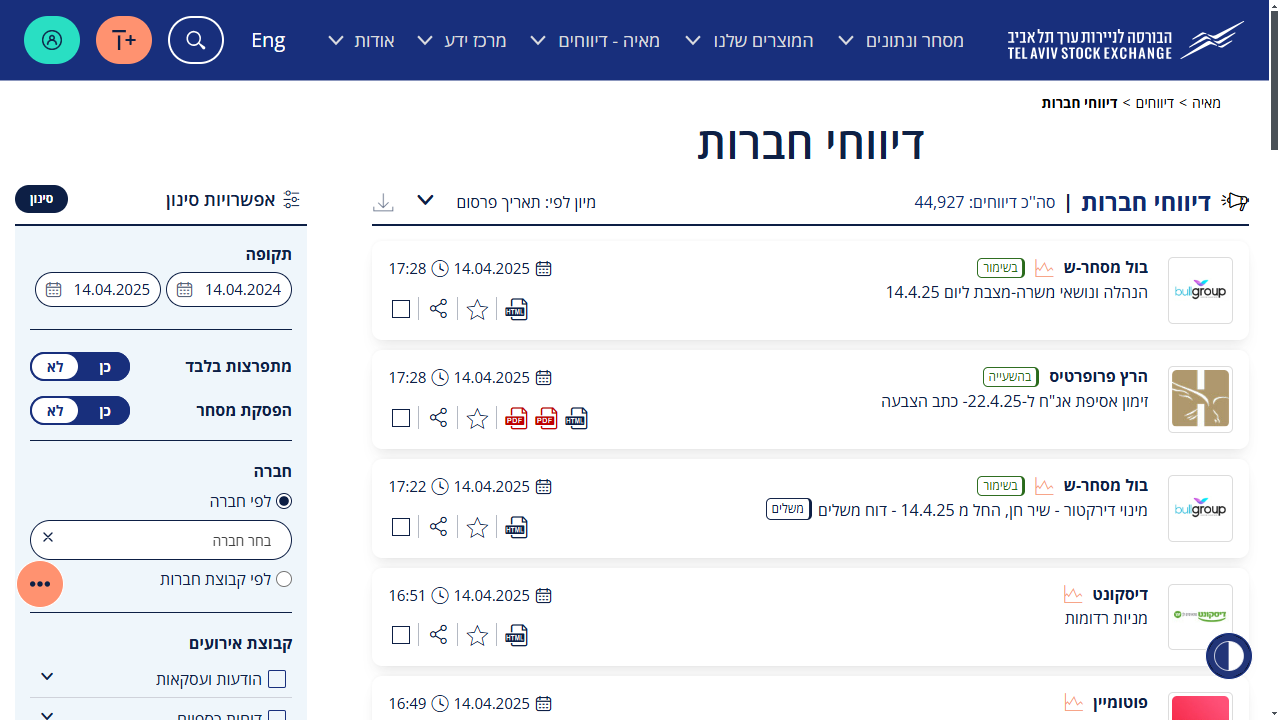 הבורסה לניירות ערך תל אביב
TEL AVIV STOCK EXCHANGE
מסחר ונתונים
המוצרים שלנו
מאיה - דיווחים
מרכז ידע
אודות
Eng
מאיה > דיווחים > דיווחי חברות
דיווחי חברות
דיווחי חברות | סה''כ דיווחים: 44,927
מיון לפי: תאריך פרסום
בול מסחר-ש בשימור
14.04.2025 17:28
bullgroup
הנהלה ונושאי משרה-מצבת ליום 14.4.25
HTML
הרץ פרופרטיס בהשעייה
14.04.2025 17:28
זימון אסיפת אג"ח ל-22.4.25- כתב הצבעה
HTML PDF PDF
בול מסחר-ש בשימור
14.04.2025 17:22
bullgroup
מינוי דירקטור - שיר חן, החל מ 14.4.25 - דוח משלים משלים
HTML
דיסקונט
14.04.2025 16:51
דיסקונט
מניות רדומות
HTML
פוטומיין
14.04.2025 16:49
אפשרויות סינון
סינון
תקופה
14.04.2024
14.04.2025
מתפרצות בלבד
כן לא
הפסקת מסחר
כן לא
חברה
לפי חברה
בחר חברה
לפי קבוצת חברות
קבוצת אירועים
הודעות ועסקאות
דוחות כספיים